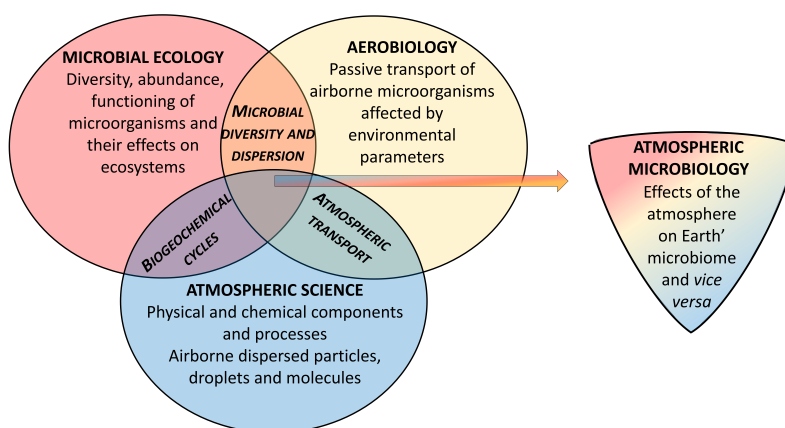 MICROBIAL ECOLOGY
Diversity, abundance,
functioning of
microorganisms and
their effects on
ecosystems
AEROBIOLOGY
Passive transport of
airborne microorganisms
affected by
environmental
parameters
MICROBIAL
DIVERSITY AND
DISPERSION
BIOGEOCHEMICAL
CYCLES
ATMOSPHERIC
TRANSPORT
ATMOSPHERIC SCIENCE
Physical and chemical components
and processes
Airborne dispersed particles,
droplets and molecules
ATMOSPHERIC
MICROBIOLOGY
Effects of the
atmosphere
on Earth’
microbiome
and vice
versa